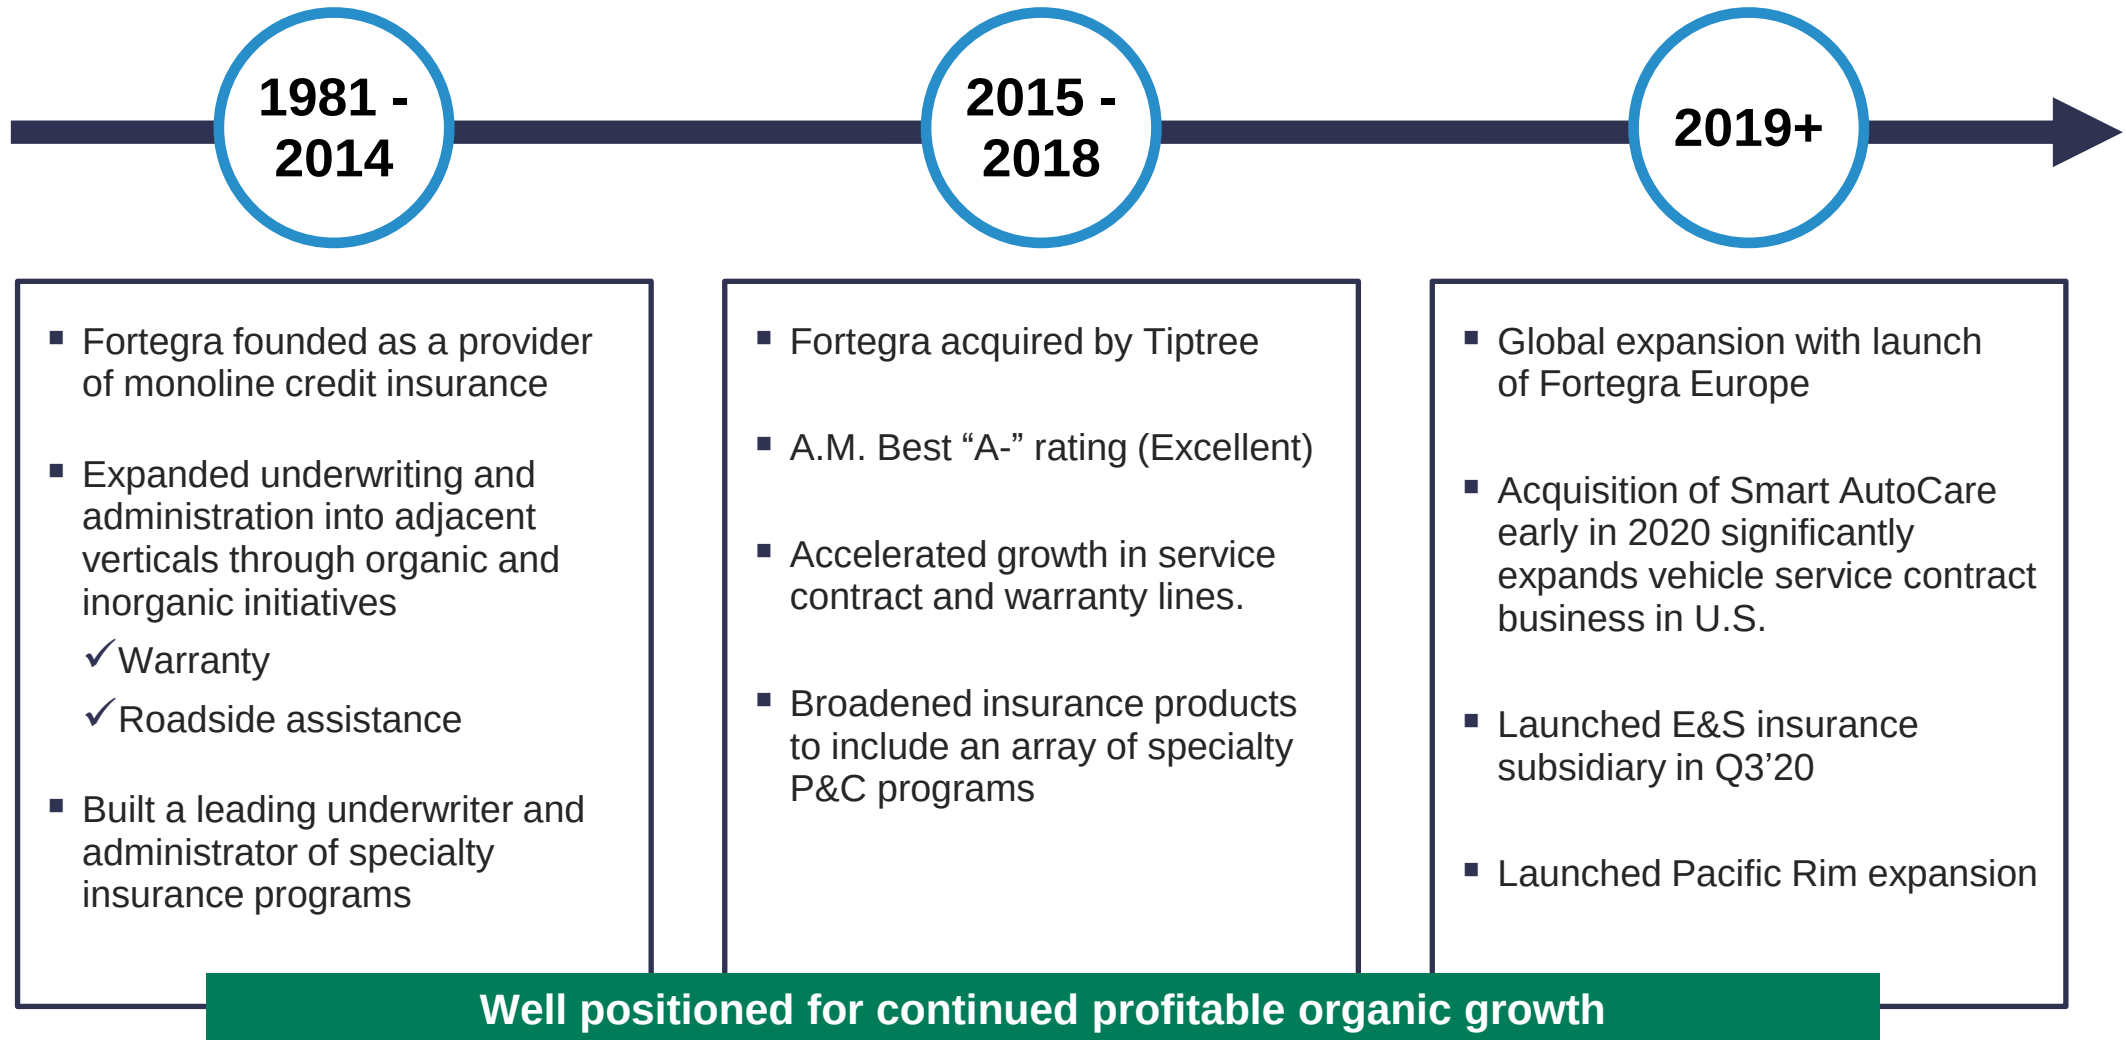 1981 -
2014
2015 -
2018
2019+
▪ Fortegra founded as a provider
of monoline credit insurance
▪ Expanded underwriting and
administration into adjacent
verticals through organic and
inorganic initiatives
✓Warranty
✓Roadside assistance
▪ Built a leading underwriter and
administrator of specialty
insurance programs
▪ Fortegra acquired by Tiptree
▪ A.M. Best “A-” rating (Excellent)
▪ Accelerated growth in service
contract and warranty lines.
▪ Broadened insurance products
to include an array of specialty
P&C programs
▪ Global expansion with launch
of Fortegra Europe
▪ Acquisition of Smart AutoCare
early in 2020 significantly
expands vehicle service contract
business in U.S.
▪ Launched E&S insurance
subsidiary in Q3’20
▪ Launched Pacific Rim expansion
Well positioned for continued profitable organic growth